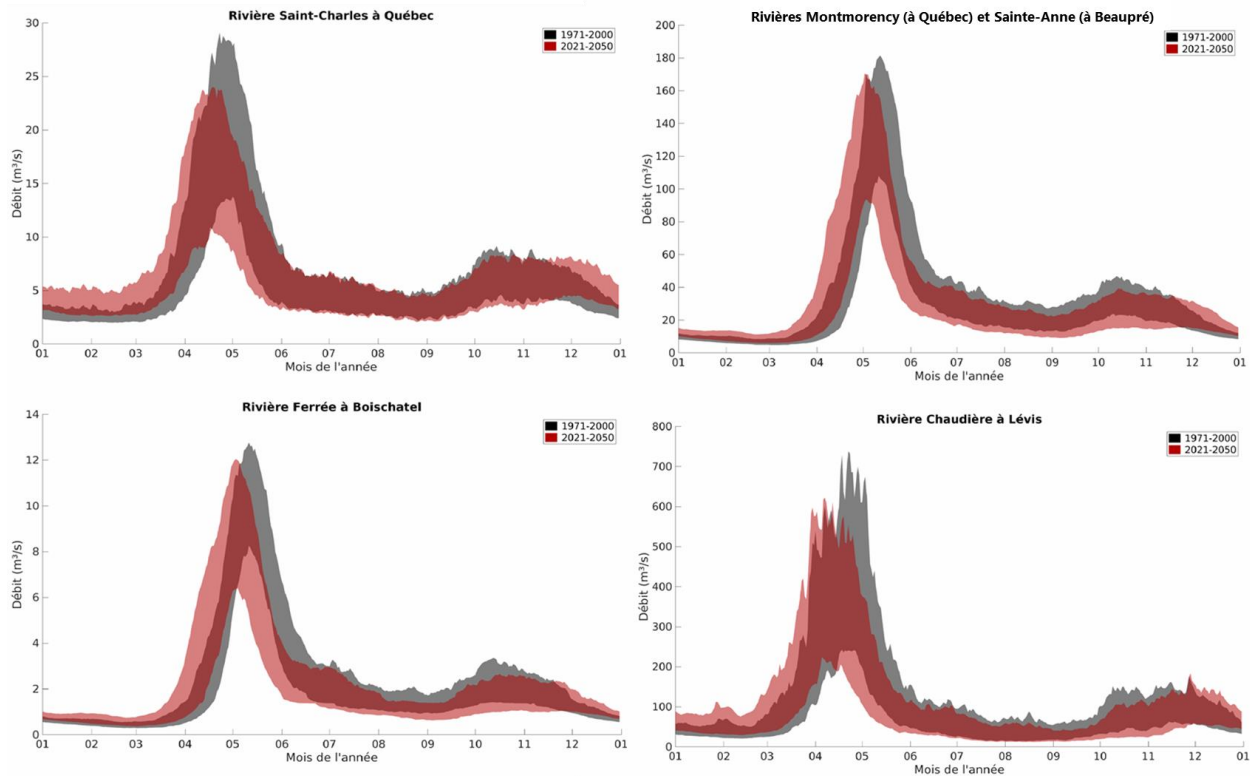 Rivière Saint-Charles à Québec
30
25
20
15
10
5
0
Débit (m³/s)
1971-2000
2021-2050
01 02 03 04 05 06 07 08 09 10 11 12 01
Mois de l'année
Rivières Montmorency (à Québec) et Sainte-Anne (à Beaupré)
200
180
160
140
120
100
80
60
40
20
0
Débit (m³/s)
1971-2000
2021-2050
01 02 03 04 05 06 07 08 09 10 11 12 01
Mois de l'année
Rivière Ferrée à Boischatel
14
12
10
8
6
4
2
0
Débit (m³/s)
1971-2000
2021-2050
01 02 03 04 05 06 07 08 09 10 11 12 01
Mois de l'année
Rivière Chaudière à Lévis
800
700
600
500
400
300
200
100
0
Débit (m³/s)
1971-2000
2021-2050
01 02 03 04 05 06 07 08 09 10 11 12 01
Mois de l'année